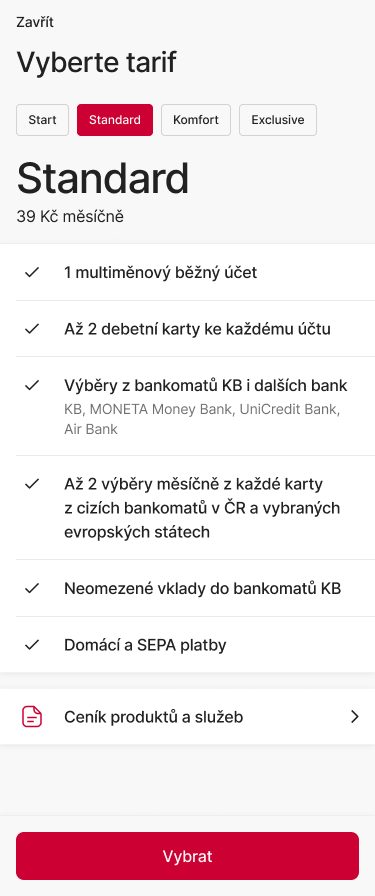 Zavřít
Vyberte tarif
Start
Standard
Komfort
Exclusive
Standard
39 Kč měsíčně
1 multiměnový běžný účet
Až 2 debetní karty ke každému účtu
Výběry z bankomatů KB i dalších bank
KB, MONETA Money Bank, UniCredit Bank,
Air Bank
Až 2 výběry měsíčně z každé karty
z cizích bankomatů v ČR a vybraných
evropských státech
Neomezené vklady do bankomatů KB
Domácí a SEPA platby
Ceník produktů a služeb
Vybrat